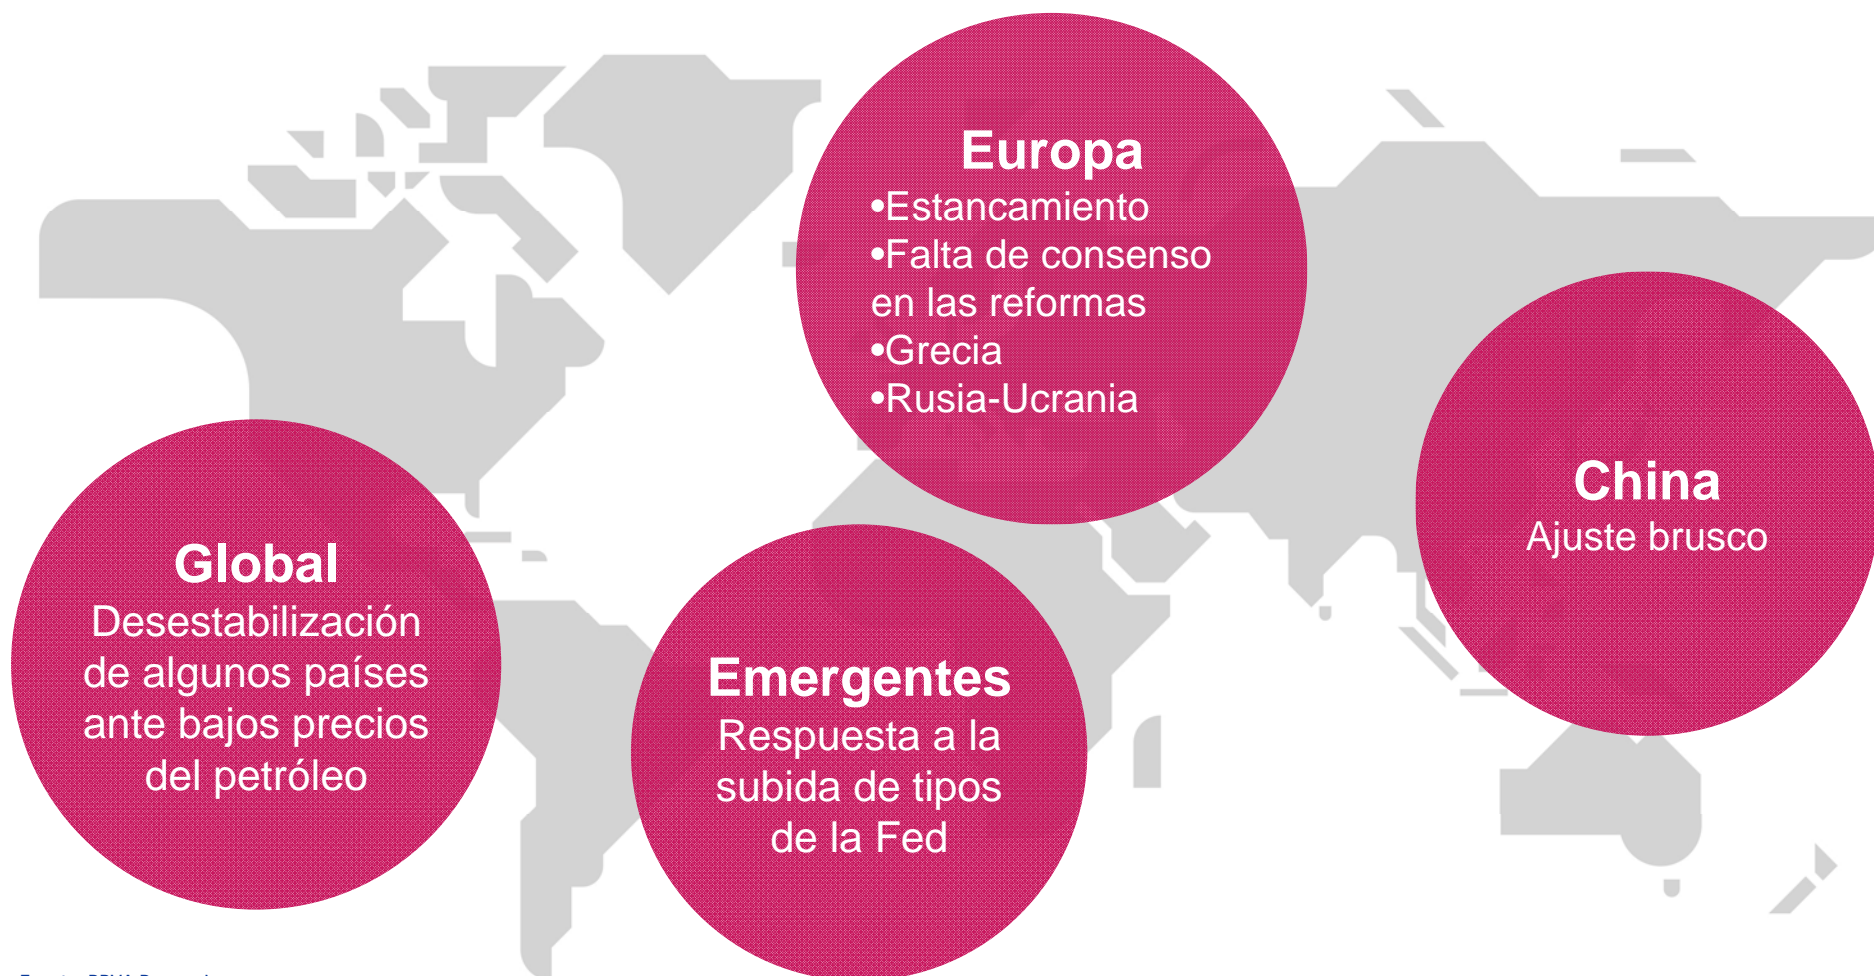 Europa
•Estancamiento
•Falta de consenso
en las reformas
•Grecia
•Rusia-Ucrania
China
Ajuste brusco
Global
Desestabilización
de algunos países
ante bajos precios
del petróleo
Emergentes
Respuesta a la
subida de tipos
de la Fed